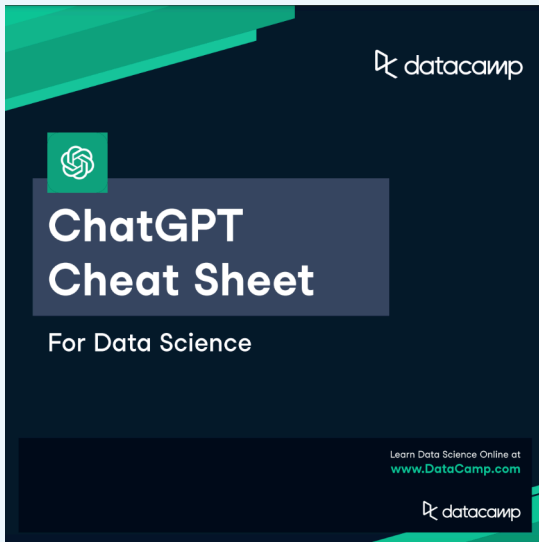 datacamp
ChatGPT
Cheat Sheet
For Data Science
Learn Data Science Online at
www.DataCamp.com
datacamp